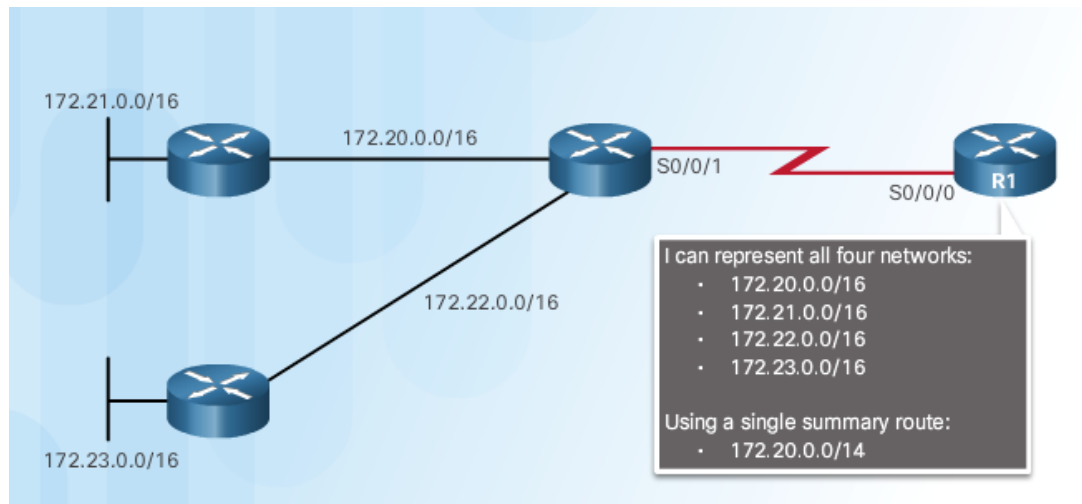 172.21.0.0/16
172.20.0.0/16
S0/0/1
S0/0/0
R1
172.22.0.0/16
172.23.0.0/16
I can represent all four networks:
· 172.20.0.0/16
· 172.21.0.0/16
· 172.22.0.0/16
· 172.23.0.0/16
Using a single summary route:
· 172.20.0.0/14